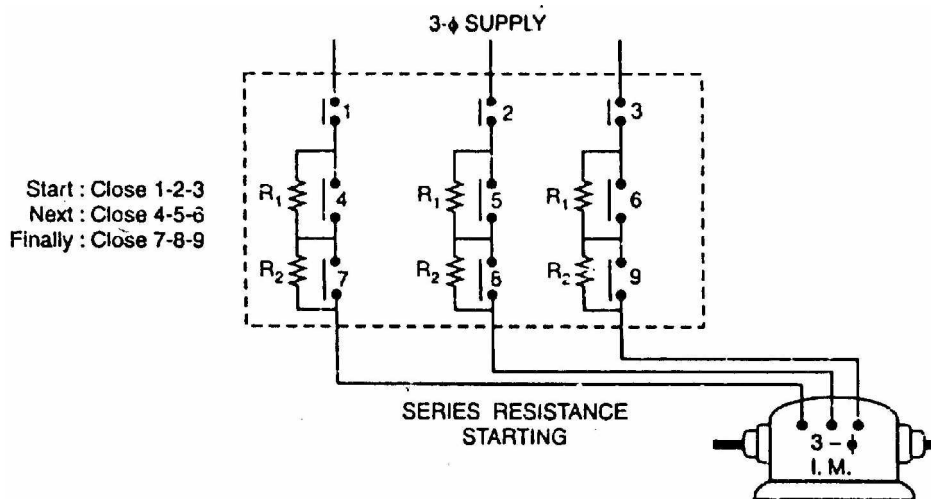 3-ϕ SUPPLY
1 2 3
Start : Close 1-2-3
Next : Close 4-5-6
Finally : Close 7-8-9
R1 4 R1 5 R1 6
R2 7 R2 8 R2 9
SERIES RESISTANCE
STARTING
3 – ϕ
I. M.